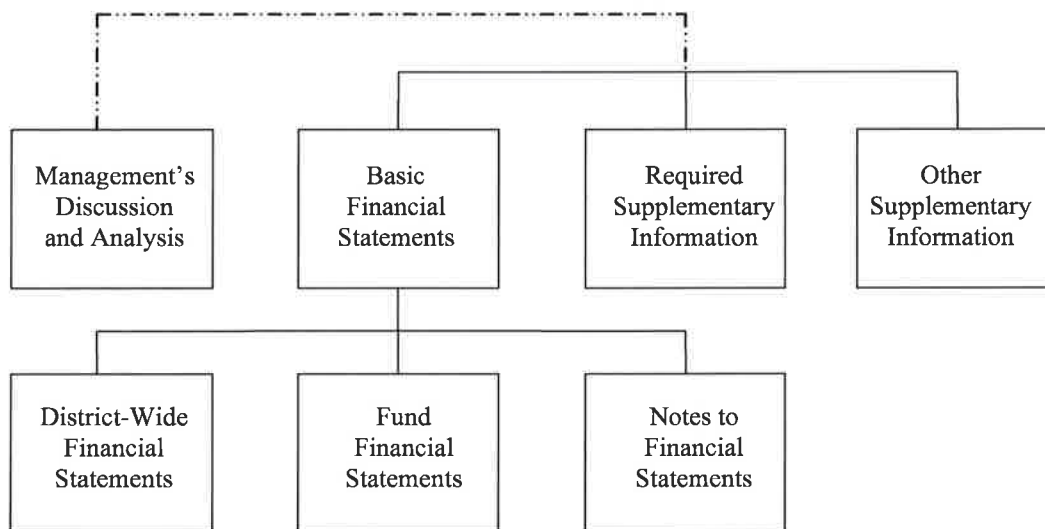 Management’s
Discussion
and Analysis
Basic
Financial
Statements
Required
Supplementary
Information
Other
Supplementary
Information
District-Wide
Financial
Statements
Fund
Financial
Statements
Notes to
Financial
Statements